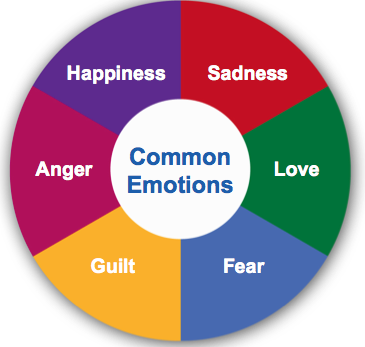 Happiness
Sadness
Anger
Common
Emotions
Love
Guilt
Fear